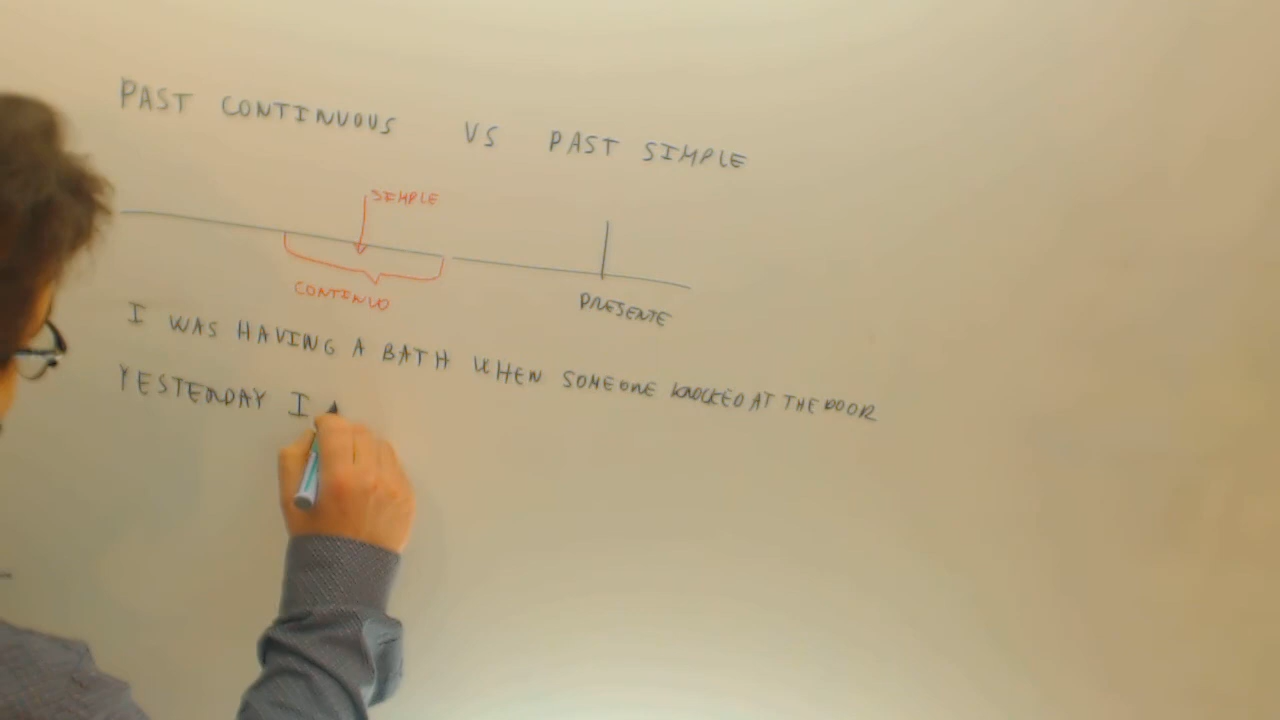 PAST CONTINUOUS VS PAST SIMPLE
SIMPLE
CONTINUO
PRESENTE
I WAS HAVING A BATH WHEN SOMEONE KNOCKED AT THE DOOR
YESTERDAY I